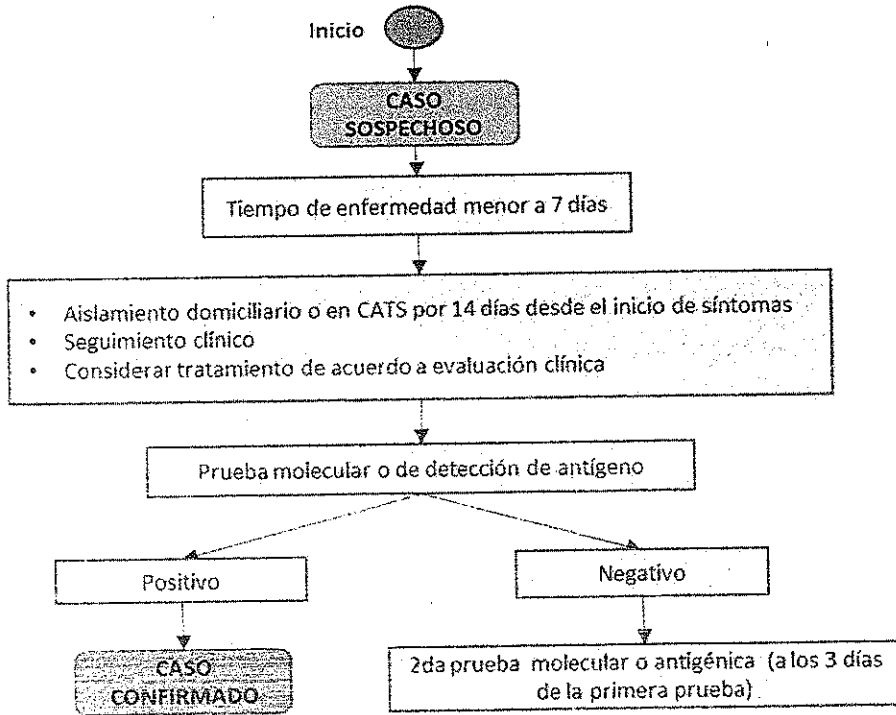 Inicio
CASO
SOSPECHOSO
Tiempo de enfermedad menor a 7 días
• Aislamiento domiciliario o en CATS por 14 días desde el inicio de síntomas
• Seguimiento clínico
• Considerar tratamiento de acuerdo a evaluación clínica
Prueba molecular o de detección de antígeno
Positivo
Negativo
CASO
CONFIRMADO
2da prueba molecular o antigénica (a los 3 días
de la primera prueba)